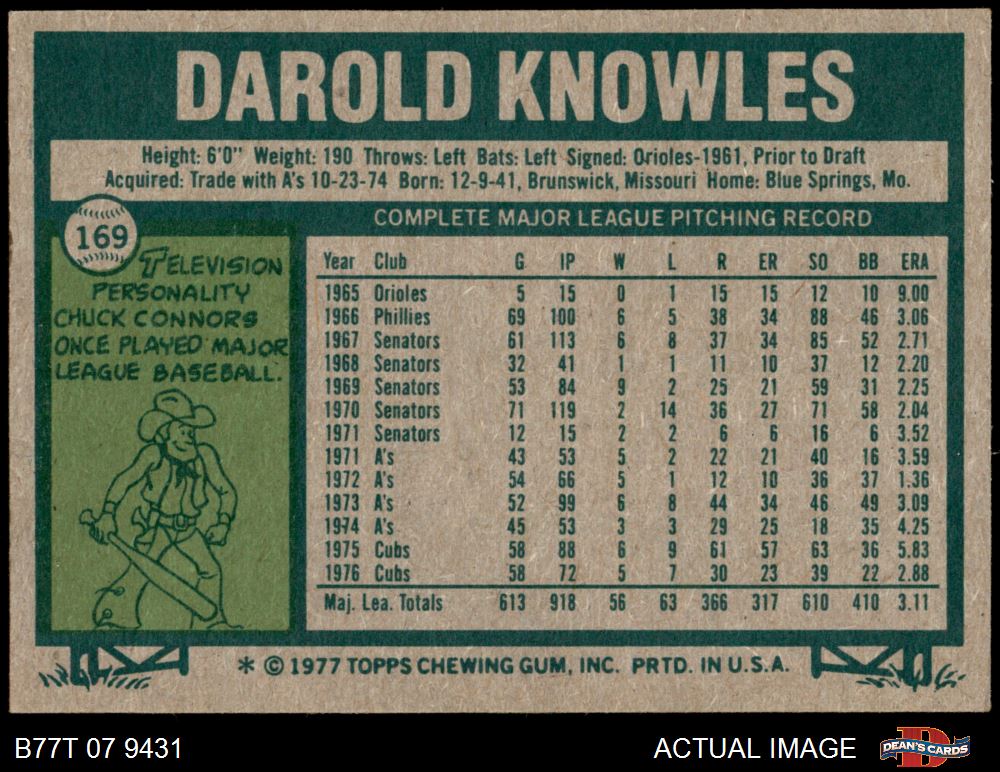 DAROLD KNOWLES
Height: 6'0" Weight: 190 Throws: Left Bats: Left Signed: Orioles-1961, Prior to Draft
Acquired: Trade with A's 10-23-74 Born: 12-9-41, Brunswick, Missouri Home: Blue Springs, Mo.
169
TELEVISION
PERSONALITY
CHUCK CONNORS
ONCE PLAYED MAJOR
LEAGUE BASEBALL.
COMPLETE MAJOR LEAGUE PITCHING RECORD
Year Club G IP W L R ER SO BB ERA
1965 Orioles 5 15 0 1 15 15 12 10 9.00
1966 Phillies 69 100 6 5 38 34 88 46 3.06
1967 Senators 61 113 6 8 37 34 85 52 2.71
1968 Senators 32 41 1 1 11 10 37 12 2.20
1969 Senators 53 84 9 2 25 21 59 31 2.25
1970 Senators 71 119 2 14 36 27 71 58 2.04
1971 Senators 12 15 2 2 6 6 16 6 3.52
1971 A's 43 53 5 2 22 21 40 16 3.59
1972 A's 54 66 5 1 12 10 36 37 1.36
1973 A's 52 99 6 8 44 34 46 49 3.09
1974 A's 45 53 3 3 29 25 18 35 4.25
1975 Cubs 58 88 6 9 61 57 63 36 5.83
1976 Cubs 58 72 5 7 30 23 39 22 2.88
Maj. Lea. Totals 613 918 56 63 366 317 610 410 3.11
* © 1977 TOPPS CHEWING GUM, INC. PRTD. IN U.S.A.
B77T 07 9431
ACTUAL IMAGE
D
DEAN'S CARDS